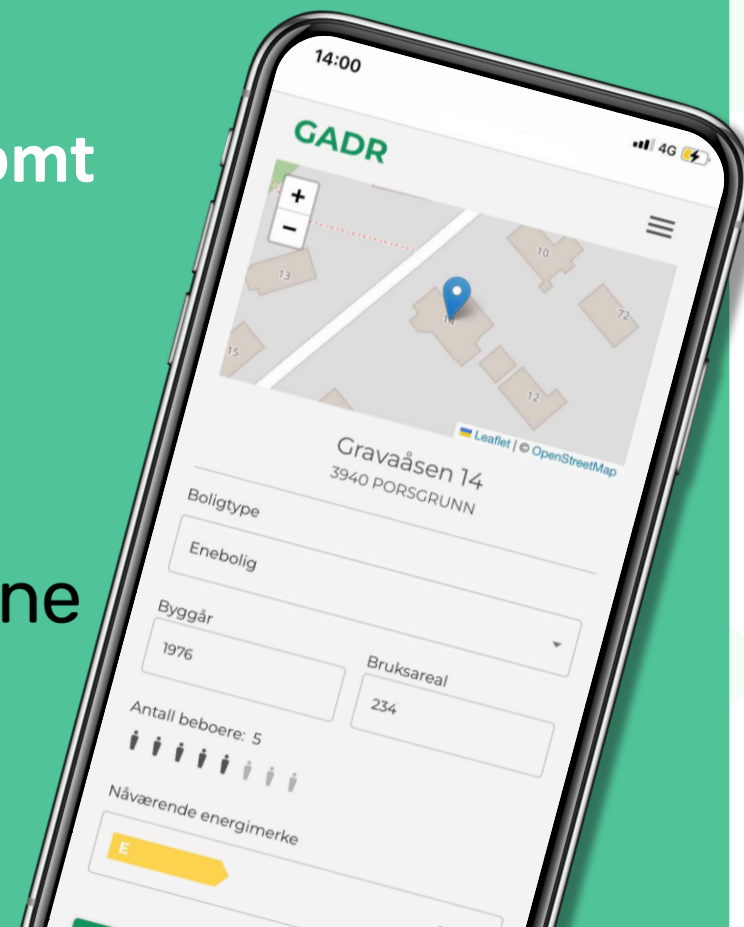 14:00
4G
omt
GADR
+
−
10
13
14
72
15
12
Leaflet | © OpenStreetMap
Gravaåsen 14
3940 PORSGRUNN
Boligtype
Enebolig
ne
Byggår
1976
Bruksareal
234
Antall beboere: 5
Nåværende energimerke
E